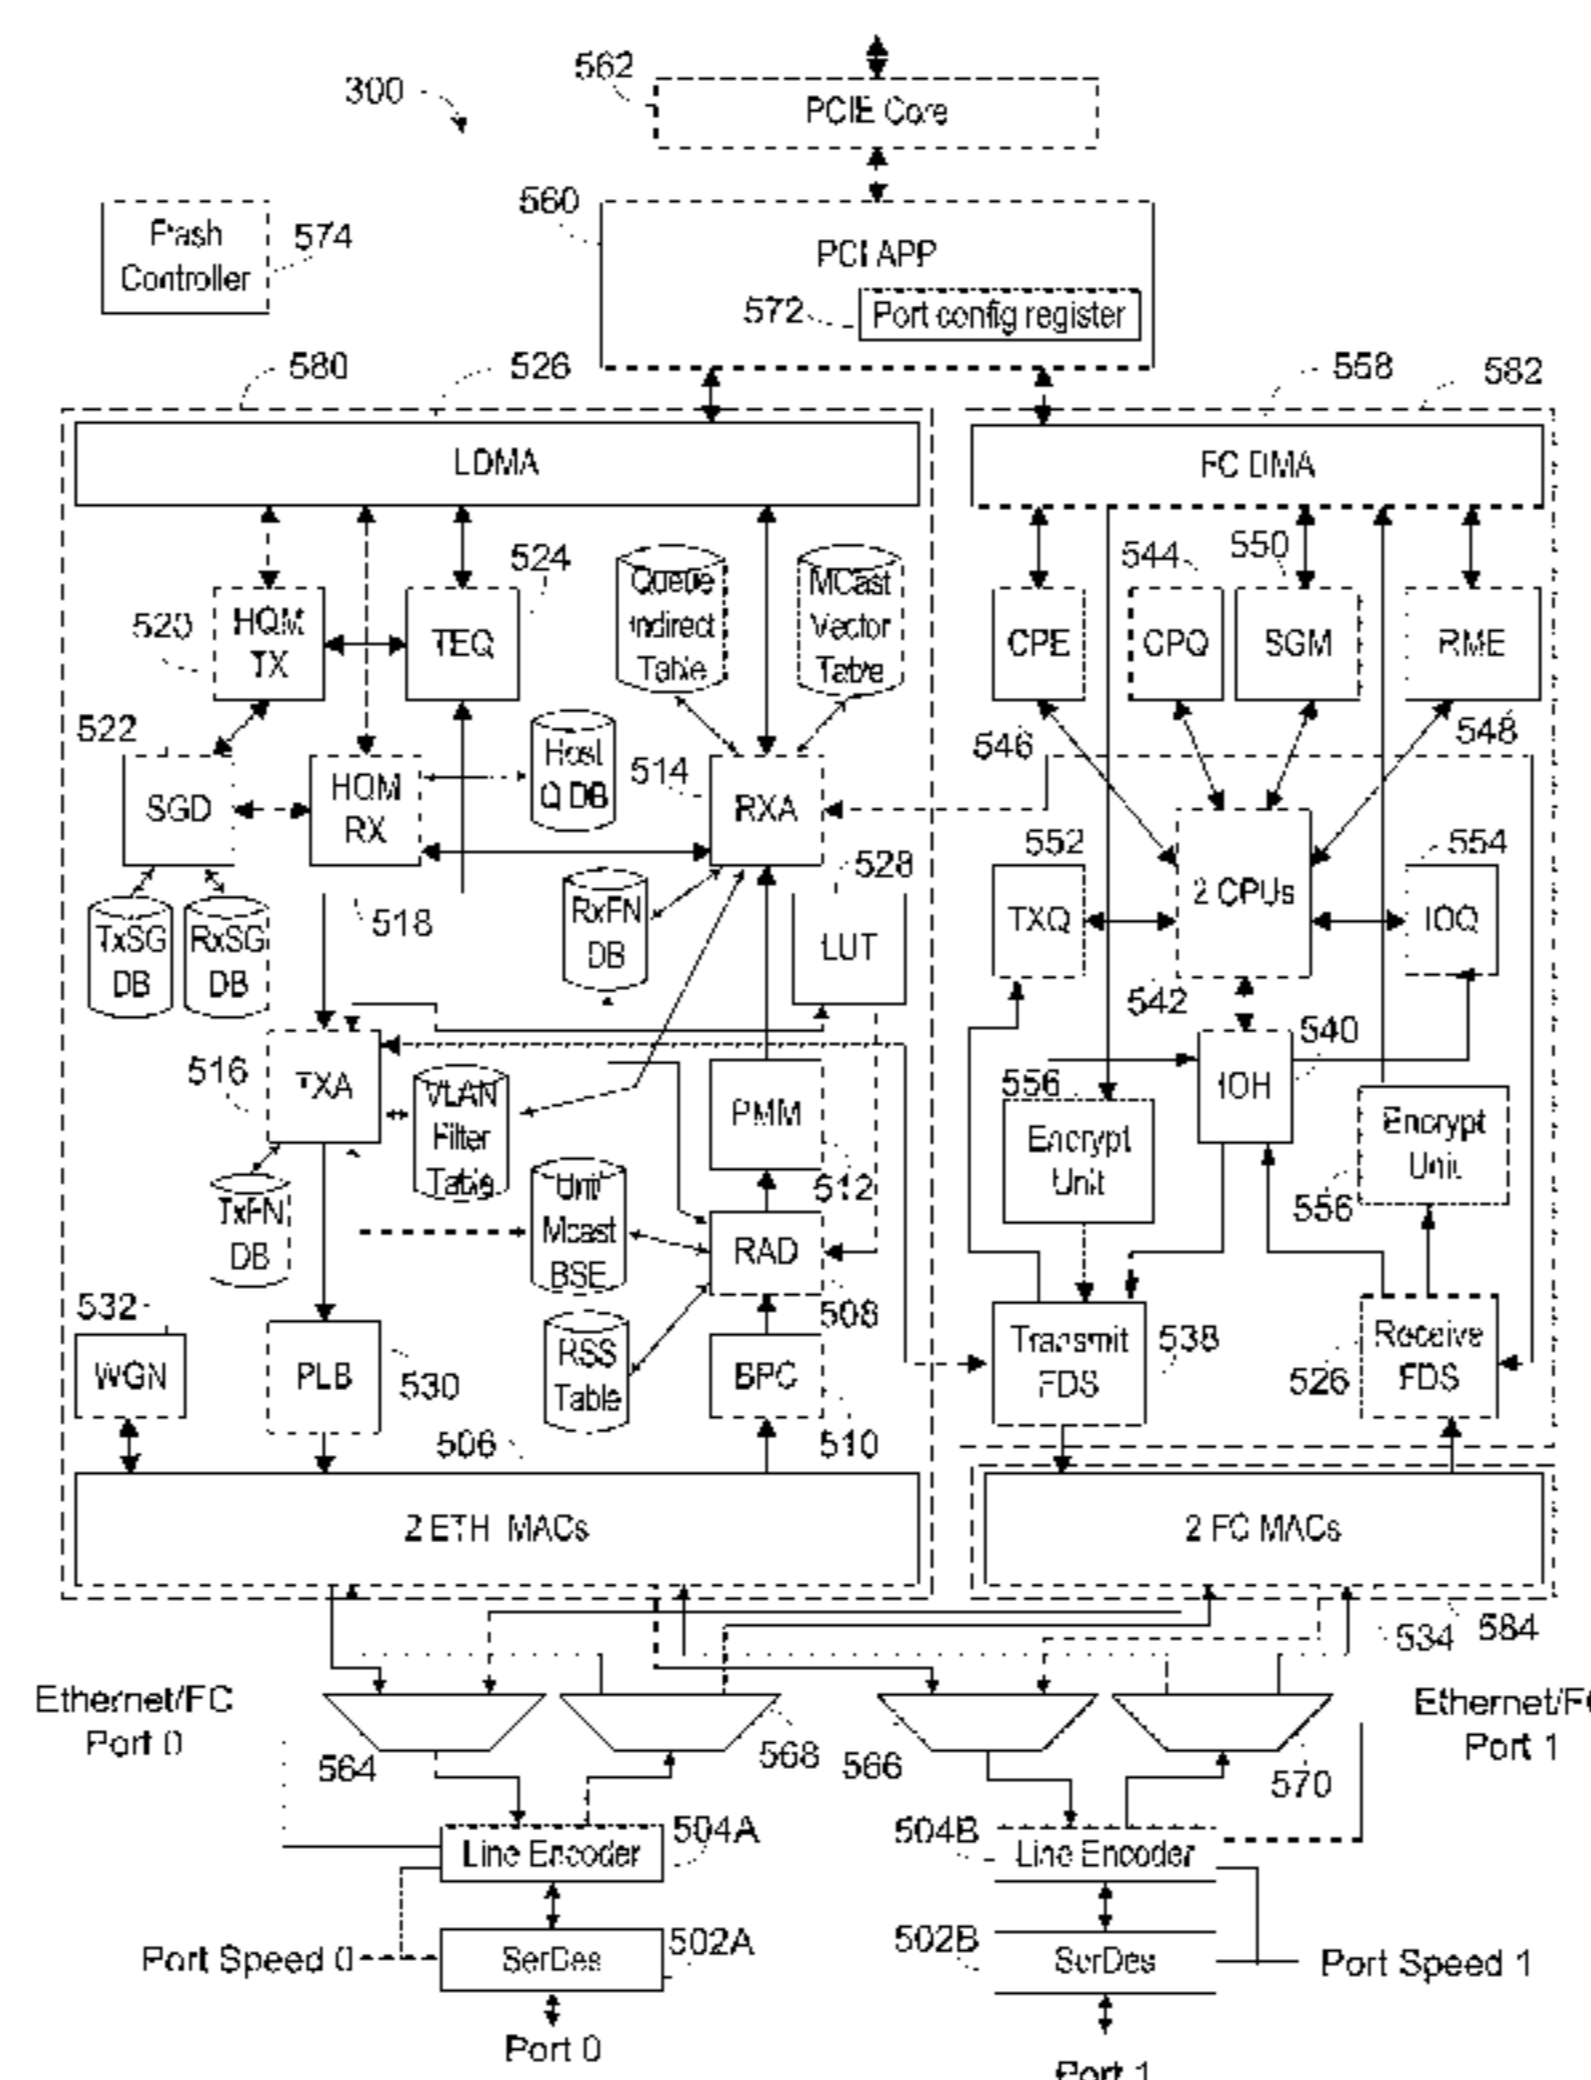 562
300
PCIE Core
560
Flash
Controller
574
PCI APP
572
Port config register
580
526
558
582
LDMA
FC DMA
524
544
550
520
HQM
TX
TEQ
Queue
Indirect
Table
MCast
Vector
Table
CPE
CPQ
SGM
RME
522
546
548
SGD
HQM
RX
Host
Q DB
514
RXA
552
554
528
2 CPUs
TXQ
IOQ
TxSG
DB
RxSG
DB
518
RxFN
DB
LUT
542
540
516
TXA
VLAN
Filter
Table
PMM
556
IOH
Encrypt
Unit
Encrypt
Unit
512
556
TxFN
DB
Mcast
BSE
RAD
532
508
WGN
PLB
530
RSS
Table
BPC
Transmit
FDS
538
526
Receive
FDS
506
510
2 ETH MACs
2 FC MACs
534
584
Ethernet/FC
Port 0
Ethernet/F
Port 1
564
568
566
570
504A
Line Encoder
504B
Line Encoder
Port Speed 0
SerDes
502A
502B
SerDes
Port Speed 1
Port 0
Port 1